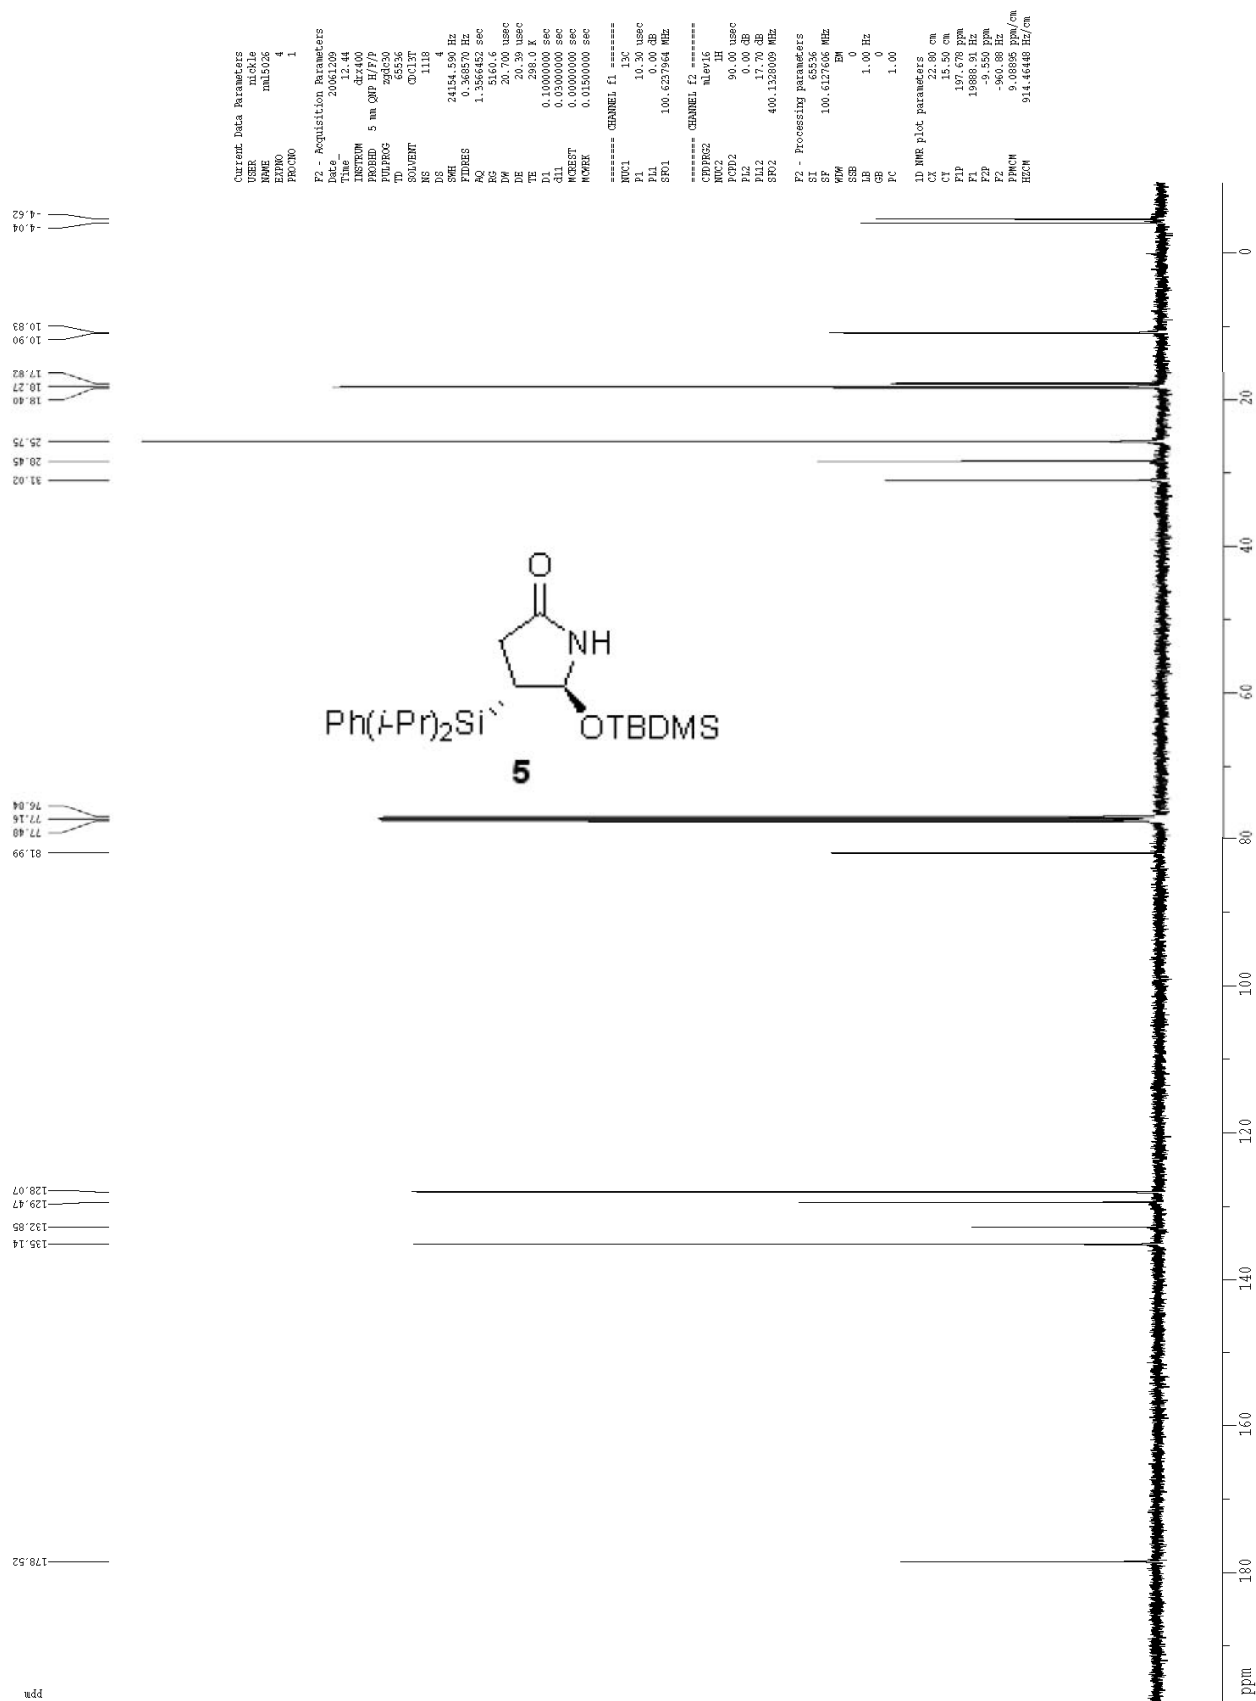 Current Data Parameters
USER nickle
NAME nml5026
EXPNO 4
PROCNO 1
F2 - Acquisition Parameters
Date_ 20061209
Time 12.44
INSTRUM drx400
PROBHD 5 mm QNP H/F/P
PULPROG zgdc30
TD 65536
SOLVENT CDCl3T
NS 1118
DS 4
SWH 24154.590 Hz
FIDRES 0.368570 Hz
AQ 1.3566452 sec
RG 5160.6
DW 20.700 usec
DE 20.39 usec
TE 298.0 K
D1 0.10000000 sec
d11 0.03000000 sec
MCREST 0.00000000 sec
MCWRK 0.01500000 sec
======== CHANNEL f1 ========
NUC1 13C
P1 10.30 usec
PL1 0.00 dB
SFO1 100.6237964 MHz
======== CHANNEL f2 ========
CPDPRG2 mlev16
NUC2 1H
PCPD2 90.00 usec
PL2 0.00 dB
PL12 17.70 dB
SFO2 400.1328009 MHz
F2 - Processing parameters
SI 65536
SF 100.6127606 MHz
WDW EM
SSB 0
LB 1.00 Hz
GB 0
PC 1.00
1D NMR plot parameters
CX 22.80 cm
CY 15.50 cm
F1P 197.678 ppm
F1 19888.91 Hz
F2P -9.550 ppm
F2 -960.88 Hz
PPMCM 9.08895 ppm/cm
HZCM 914.46448 Hz/cm
-4.62
-4.04
10.83
10.90
17.82
18.27
18.40
25.75
28.45
31.02
76.84
77.16
77.48
81.99
128.07
129.47
132.85
135.14
178.52
ppm
O
NH
Ph(i-Pr)2Si
OTBDMS
5
0
20
40
60
80
100
120
140
160
180
ppm